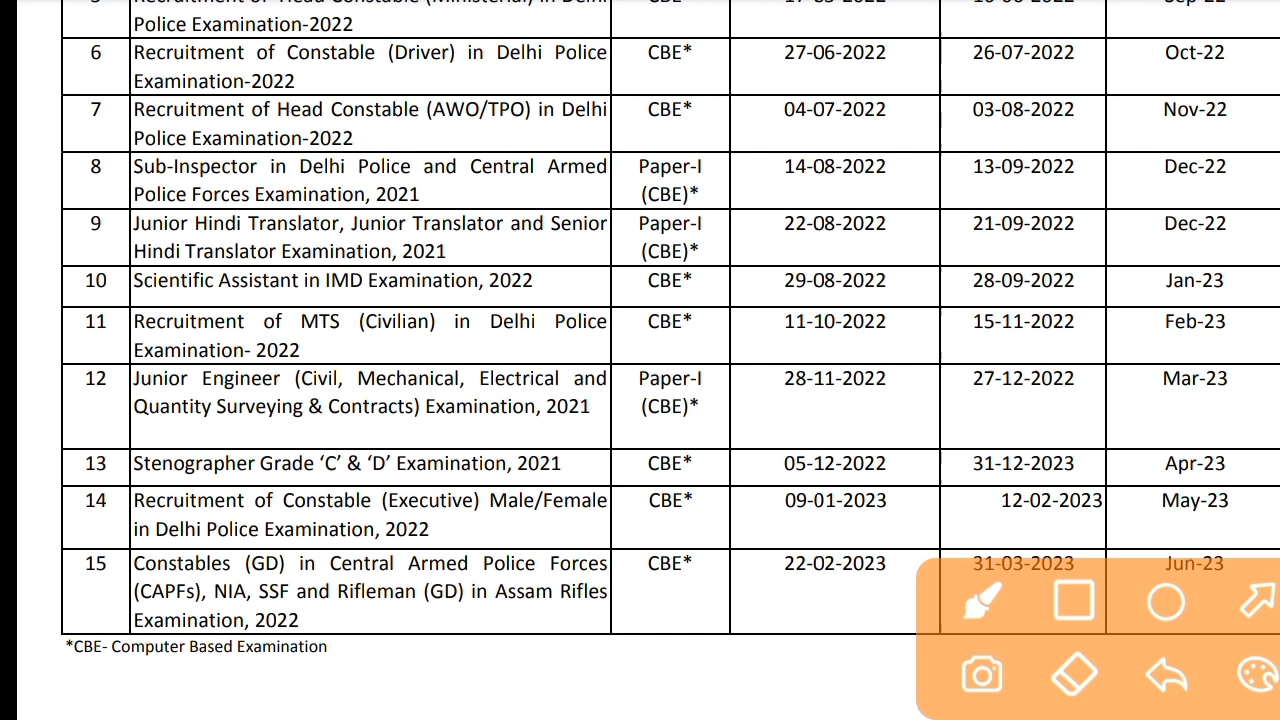 Police Examination-2022
6 Recruitment of Constable (Driver) in Delhi Police CBE* 27-06-2022 26-07-2022 Oct-22
Examination-2022
7 Recruitment of Head Constable (AWO/TPO) in Delhi CBE* 04-07-2022 03-08-2022 Nov-22
Police Examination-2022
8 Sub-Inspector in Delhi Police and Central Armed Paper-I 14-08-2022 13-09-2022 Dec-22
Police Forces Examination, 2021 (CBE)*
9 Junior Hindi Translator, Junior Translator and Senior Paper-I 22-08-2022 21-09-2022 Dec-22
Hindi Translator Examination, 2021 (CBE)*
10 Scientific Assistant in IMD Examination, 2022 CBE* 29-08-2022 28-09-2022 Jan-23
11 Recruitment of MTS (Civilian) in Delhi Police CBE* 11-10-2022 15-11-2022 Feb-23
Examination- 2022
12 Junior Engineer (Civil, Mechanical, Electrical and Paper-I 28-11-2022 27-12-2022 Mar-23
Quantity Surveying & Contracts) Examination, 2021 (CBE)*
13 Stenographer Grade ‘C’ & ‘D’ Examination, 2021 CBE* 05-12-2022 31-12-2023 Apr-23
14 Recruitment of Constable (Executive) Male/Female CBE* 09-01-2023 12-02-2023 May-23
in Delhi Police Examination, 2022
15 Constables (GD) in Central Armed Police Forces CBE* 22-02-2023 31-03-2023 Jun-23
(CAPFs), NIA, SSF and Rifleman (GD) in Assam Rifles
Examination, 2022
*CBE- Computer Based Examination